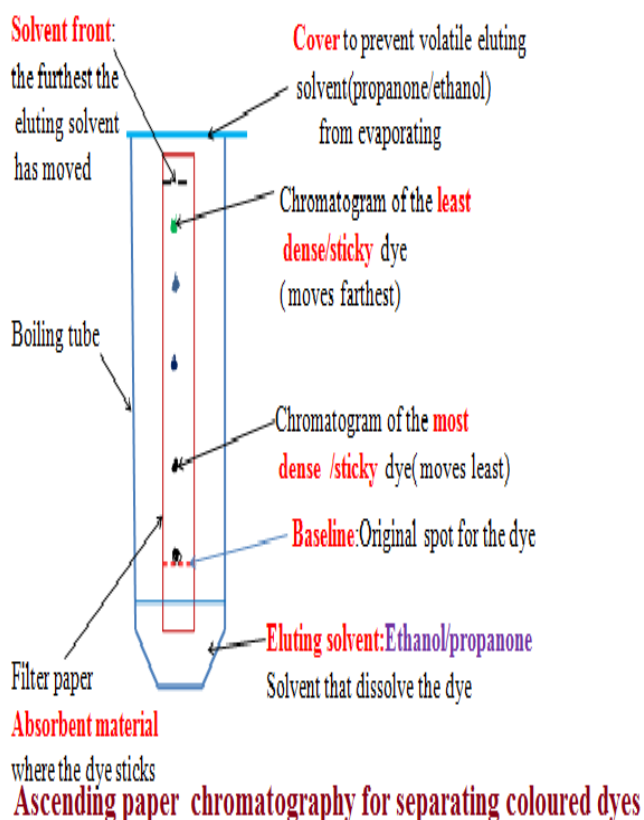 Solvent front:
the furthest the
eluting solvent
has moved
Cover to prevent volatile eluting
solvent(propanone/ethanol)
from evaporating
Chromatogram of the least
dense/sticky dye
(moves farthest)
Boiling tube
Chromatogram of the most
dense /sticky dye(moves least)
Baseline:Original spot for the dye
Eluting solvent:Ethanol/propanone
Solvent that dissolve the dye
Filter paper
Absorbent material
where the dye sticks
Ascending paper chromatography for separating coloured dyes